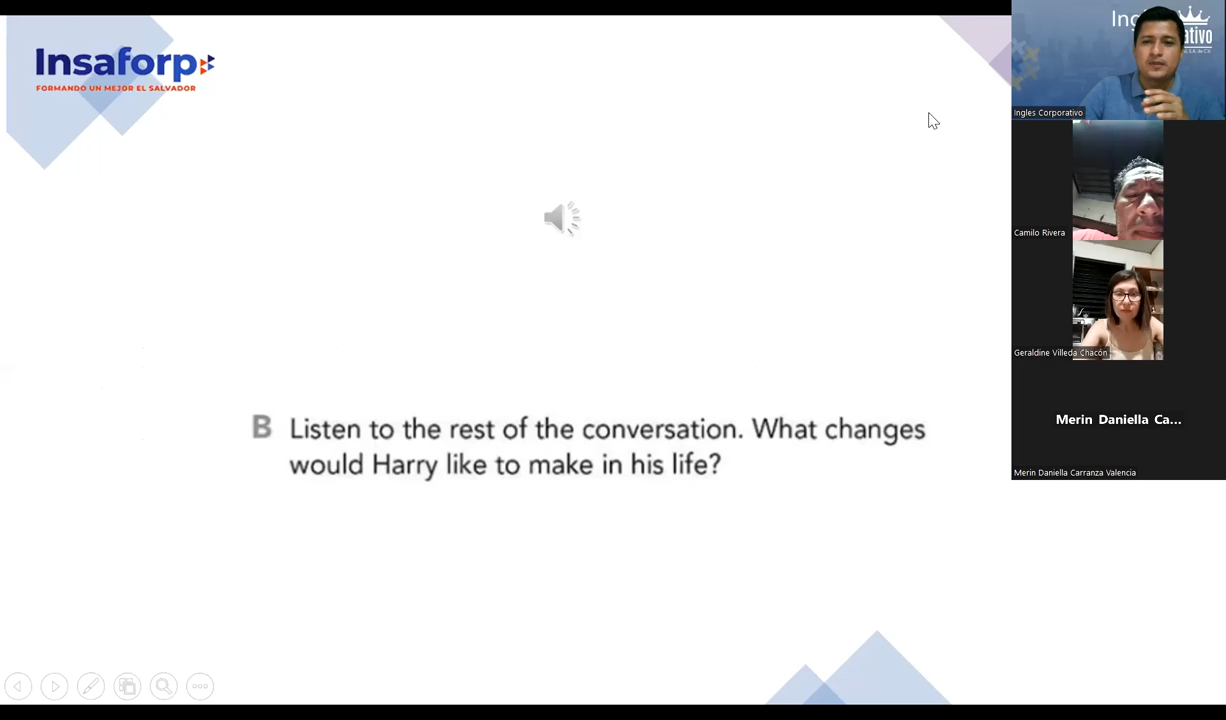 Insaforp
FORMANDO UN MEJOR EL SALVADOR
B Listen to the rest of the conversation. What changes
would Harry like to make in his life?
Ingles Corporativo
Camilo Rivera
Geraldine Villeda Chacón
Merin Daniella Ca...
Merin Daniella Carranza Valencia